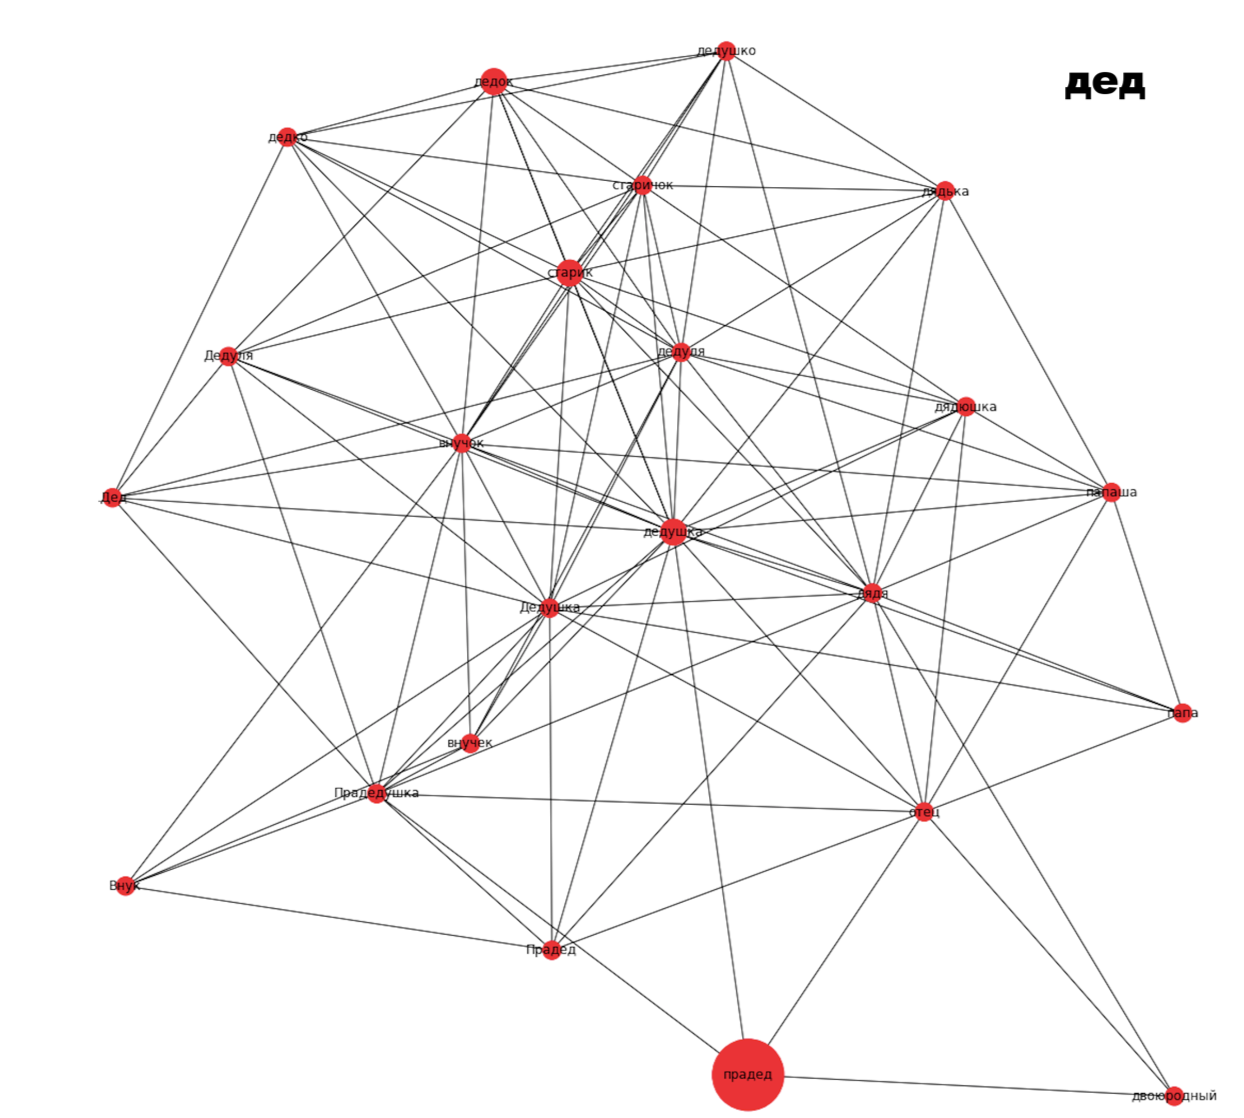 дедушко
дед
дедок
дедко
старичок
дядька
старик
Дедуля
дедуля
дядюшка
внучок
Дед
папаша
дедушка
дядя
Дедушка
папа
внучек
Прадедушка
отец
Внук
Прадед
прадед
двоюродный